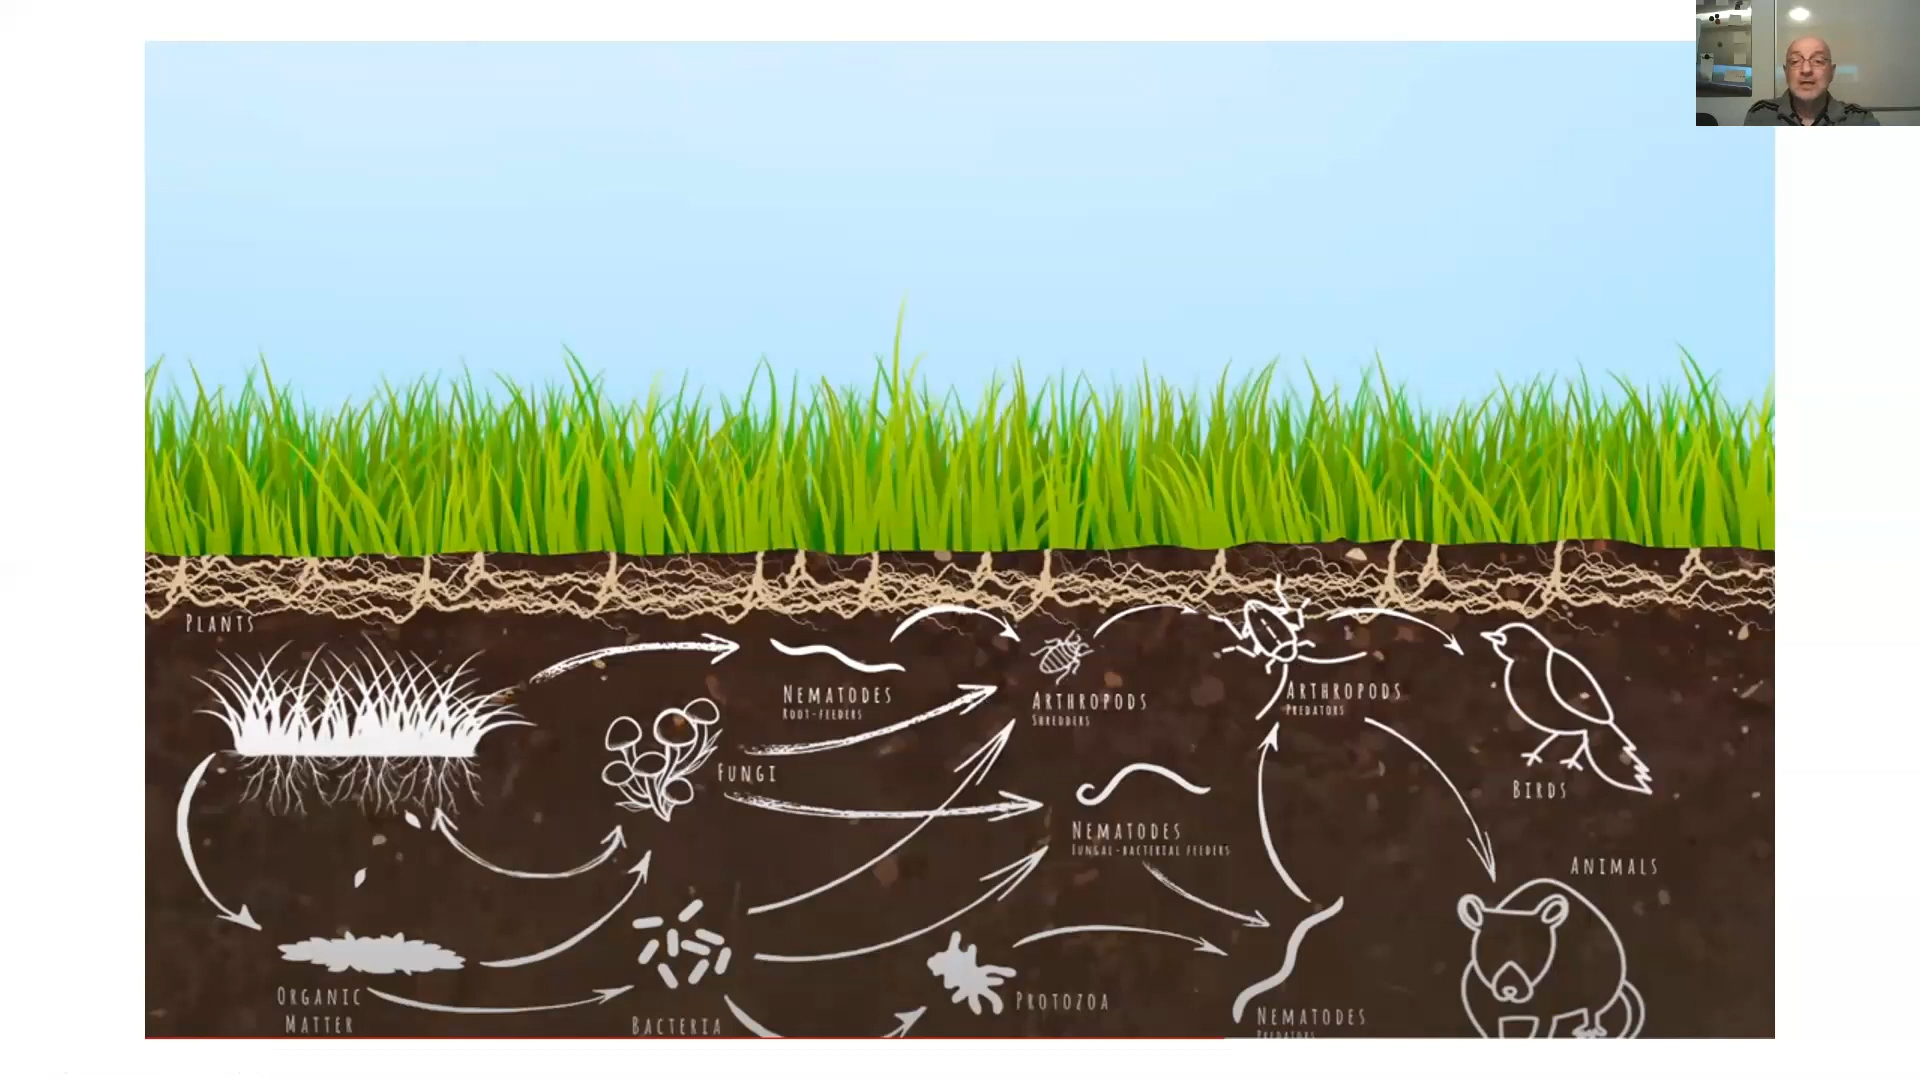 PLANTS
NEMATODES
ROOT-FEEDERS
ARTHROPODS
SHREDDERS
ARTHROPODS
PREDATORS
FUNGI
BIRDS
NEMATODES
FUNGAL-BACTERIAL FEEDERS
ANIMALS
ORGANIC
MATTER
BACTERIA
PROTOZOA
NEMATODES
PREDATORS